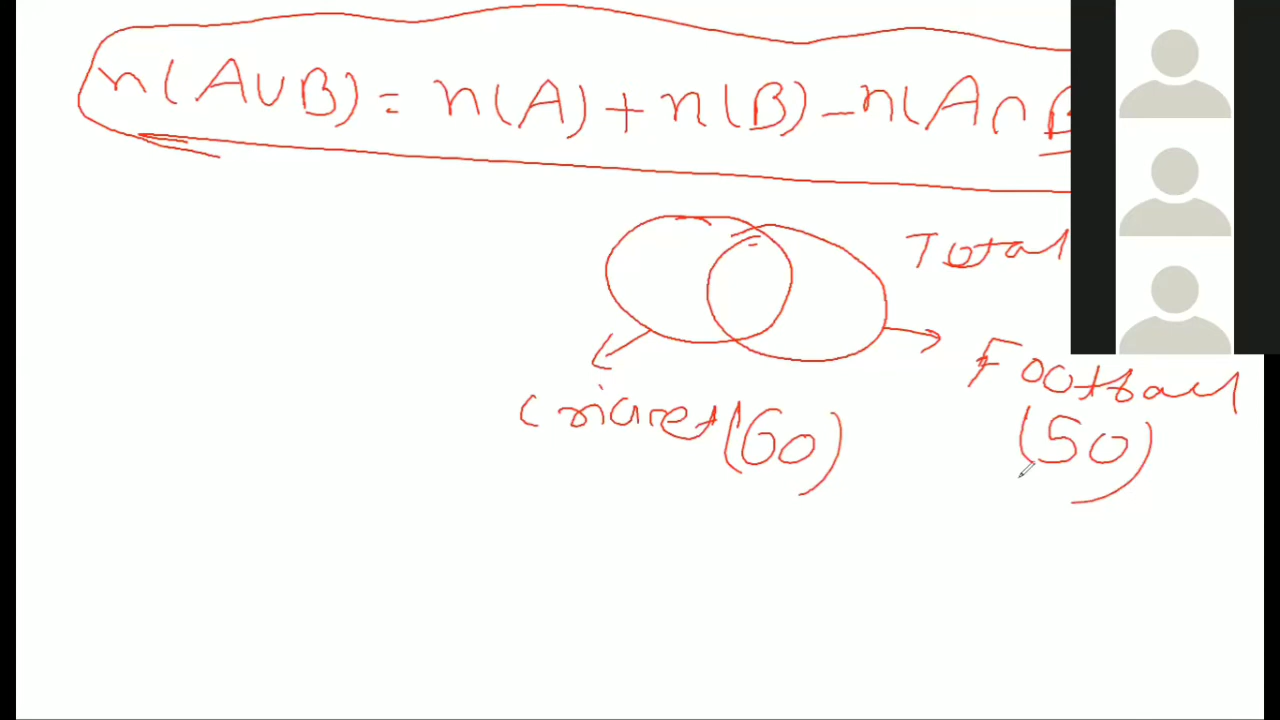 n(A∪B) = n(A) + n(B) - n(A∩B
Total
Football
Cricket (60)
(50)